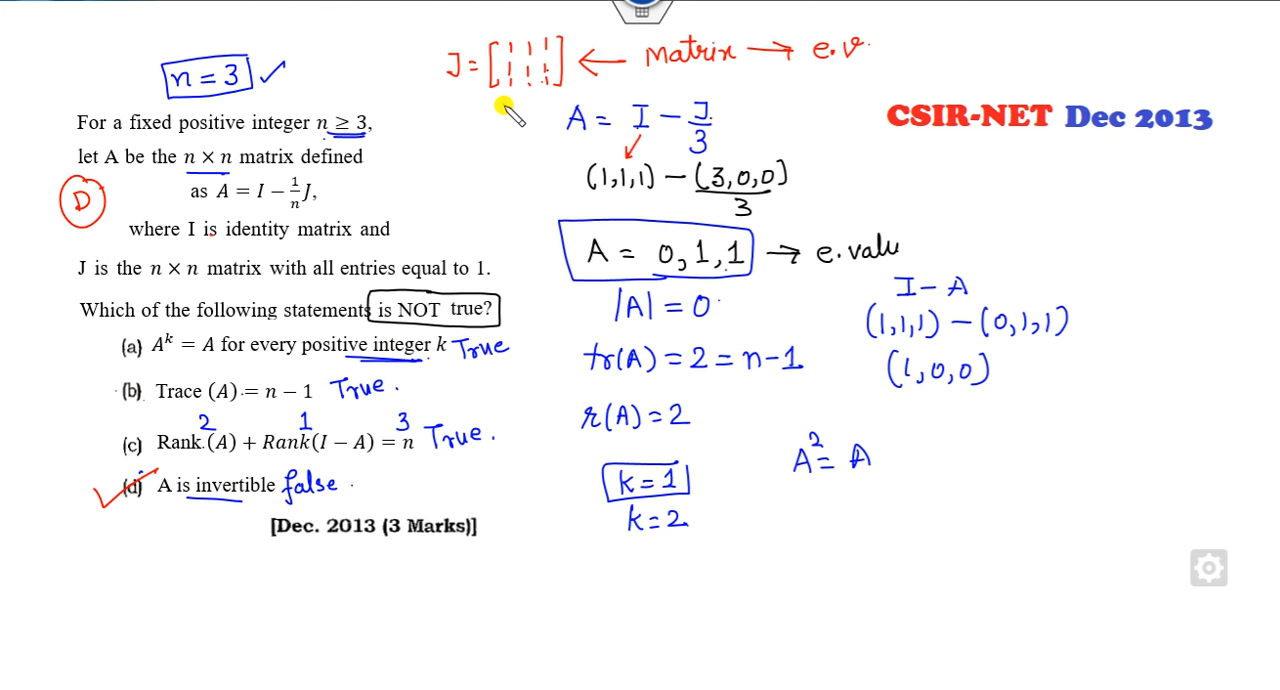 n = 3 ✓
J = [1 1 1 1 1 1 1 1 1] ← Matrix → e.v.
For a fixed positive integer n ≥ 3,
let A be the n × n matrix defined
as A = I − 1/n J,
where I is identity matrix and
J is the n × n matrix with all entries equal to 1.
Which of the following statements is NOT true?
(a) A^k = A for every positive integer k True
(b) Trace (A) = n − 1 True.
2 1 3
(c) Rank (A) + Rank(I − A) = n True.
(d) A is invertible false.
[Dec. 2013 (3 Marks)]
D
A = I − J/3
(1,1,1) − (3,0,0)/3
A = 0,1,1 → e.valu
|A| = 0
tr(A) = 2 = n−1
r(A) = 2
k = 1
k = 2
CSIR-NET Dec 2013
I − A
(1,1,1) − (0,1,1)
(1,0,0)
A² = A